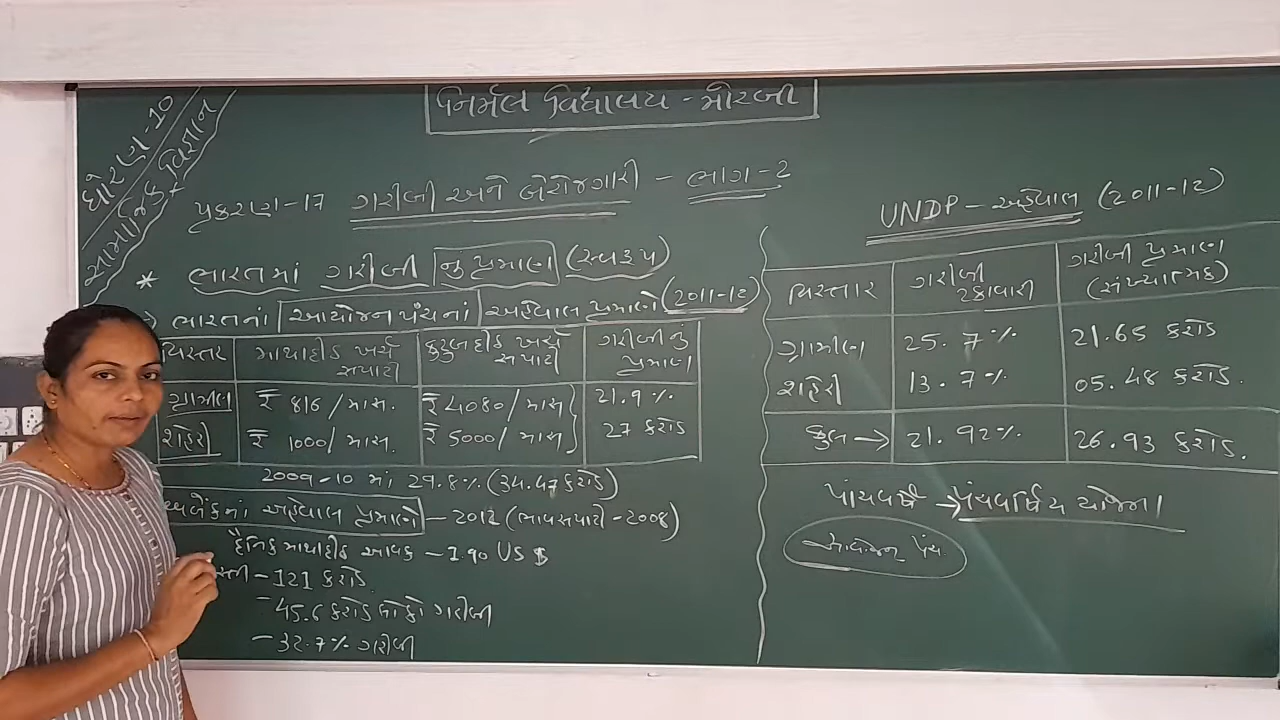 નિર્મલ વિદ્યાલય - મોરબી
ધોરણ-10
સામાજિક વિજ્ઞાન
પ્રકરણ-17 ગરીબી અને બેરોજગારી - ભાગ-2
* ભારતમાં ગરીબી નુ પ્રમાણ (સ્વરૂપ)
ભારતનાં આયોજન પંચનાં અહેવાલ પ્રમાણે (2011-12)
વિસ્તાર માથાદીઠ ખર્ચ સપાટી કુટુંબદીઠ ખર્ચ સપાટી ગરીબીનું પ્રમાણ
ગ્રામીણ ₹ 816/માસ. ₹ 4080/માસ 21.9%
શહેરી ₹ 1000/માસ. ₹ 5000/માસ 27 કરોડ
2009-10 માં 29.8% (34.47 કરોડ)
અહેવાલ પ્રમાણે - 2012 (ભાવસપાટી-2008)
દૈનિક માથાદીઠ આવક - 1.90 US $
- 121 કરોડ
- 45.6 કરોડ લોકો ગરીબી
- 32.7% ગરીબી
UNDP - અહેવાલ (2011-12)
વિસ્તાર ગરીબી ટકાવારી ગરીબી પ્રમાણ (સંખ્યાત્મક)
ગ્રામીણ 25.7% 21.65 કરોડ
શહેરી 13.7% 05.48 કરોડ.
કુલ → 21.92% 26.93 કરોડ.
પાંચવર્ષ → પંચવર્ષિય યોજના
આયોજન પંચ